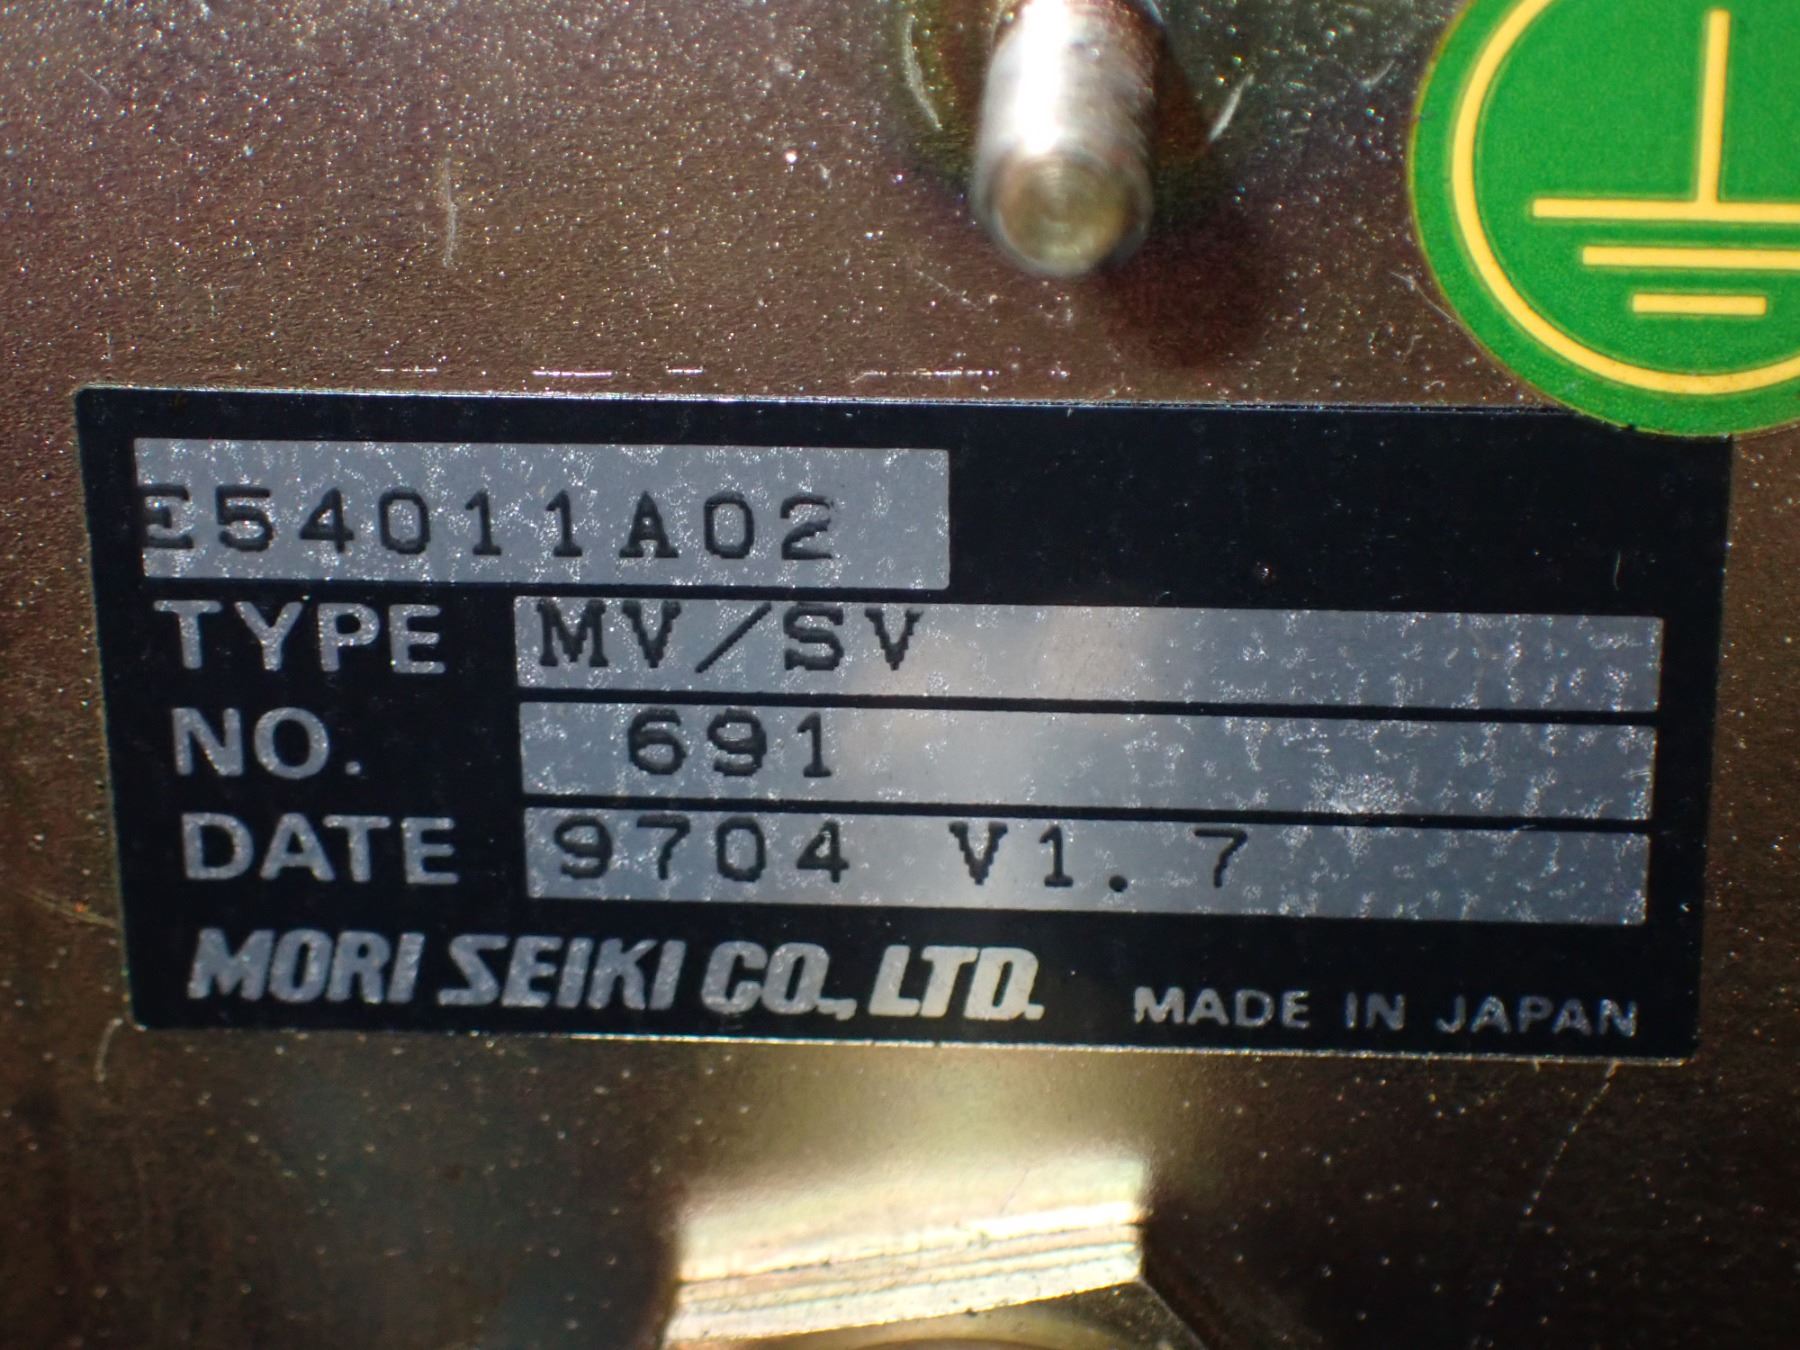 E54011A02
TYPE MV/SV
NO. 691
DATE 9704 V1.7
MORI SEIKI CO., LTD. MADE IN JAPAN